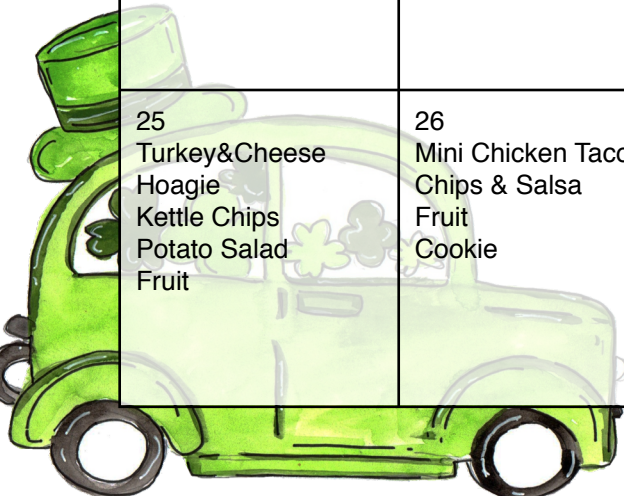 25
Turkey&Cheese
Hoagie
Kettle Chips
Potato Salad
Fruit
26
Mini Chicken
Chips & Salsa
Fruit
Cookie